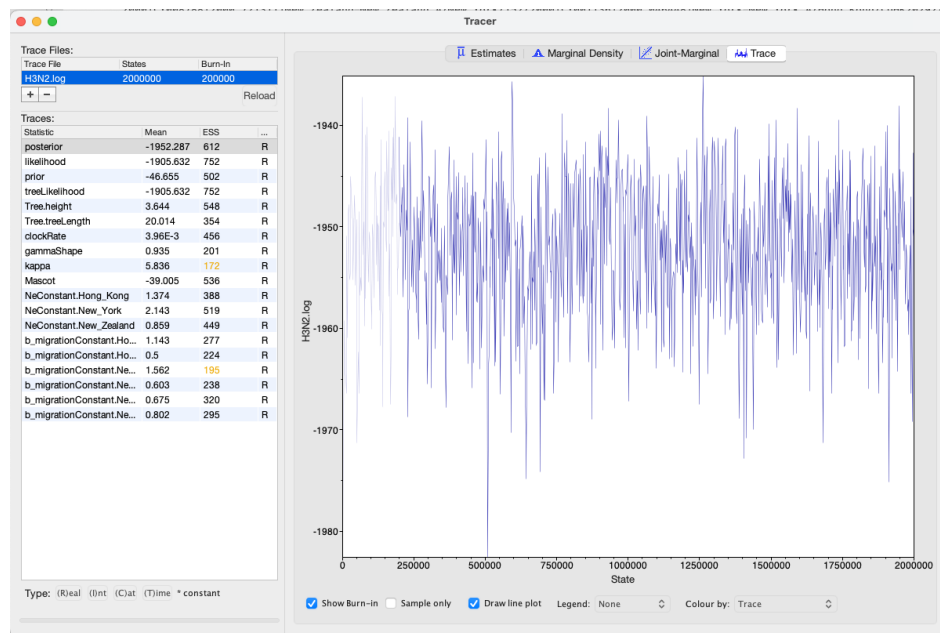 Tracer
Trace Files:
Trace File States Burn-In
H3N2.log 2000000 200000
+ −
Reload
Traces:
Statistic Mean ESS ...
posterior -1952.287 612 R
likelihood -1905.632 752 R
prior -46.655 502 R
treeLikelihood -1905.632 752 R
Tree.height 3.644 548 R
Tree.treeLength 20.014 354 R
clockRate 3.96E-3 456 R
gammaShape 0.935 201 R
kappa 5.836 172 R
Mascot -39.005 536 R
NeConstant.Hong_Kong 1.374 388 R
NeConstant.New_York 2.143 519 R
NeConstant.New_Zealand 0.859 449 R
b_migrationConstant.Ho... 1.143 277 R
b_migrationConstant.Ho... 0.5 224 R
b_migrationConstant.Ne... 1.562 195 R
b_migrationConstant.Ne... 0.603 238 R
b_migrationConstant.Ne... 0.675 320 R
b_migrationConstant.Ne... 0.802 295 R
Type: (R)eal (I)nt (C)at (T)ime * constant
Estimates Marginal Density Joint-Marginal Trace
-1940
-1950
-1960
-1970
-1980
H3N2.log
0 250000 500000 750000 1000000 1250000 1500000 1750000 2000000
State
Show Burn-in Sample only Draw line plot Legend: None Colour by: Trace